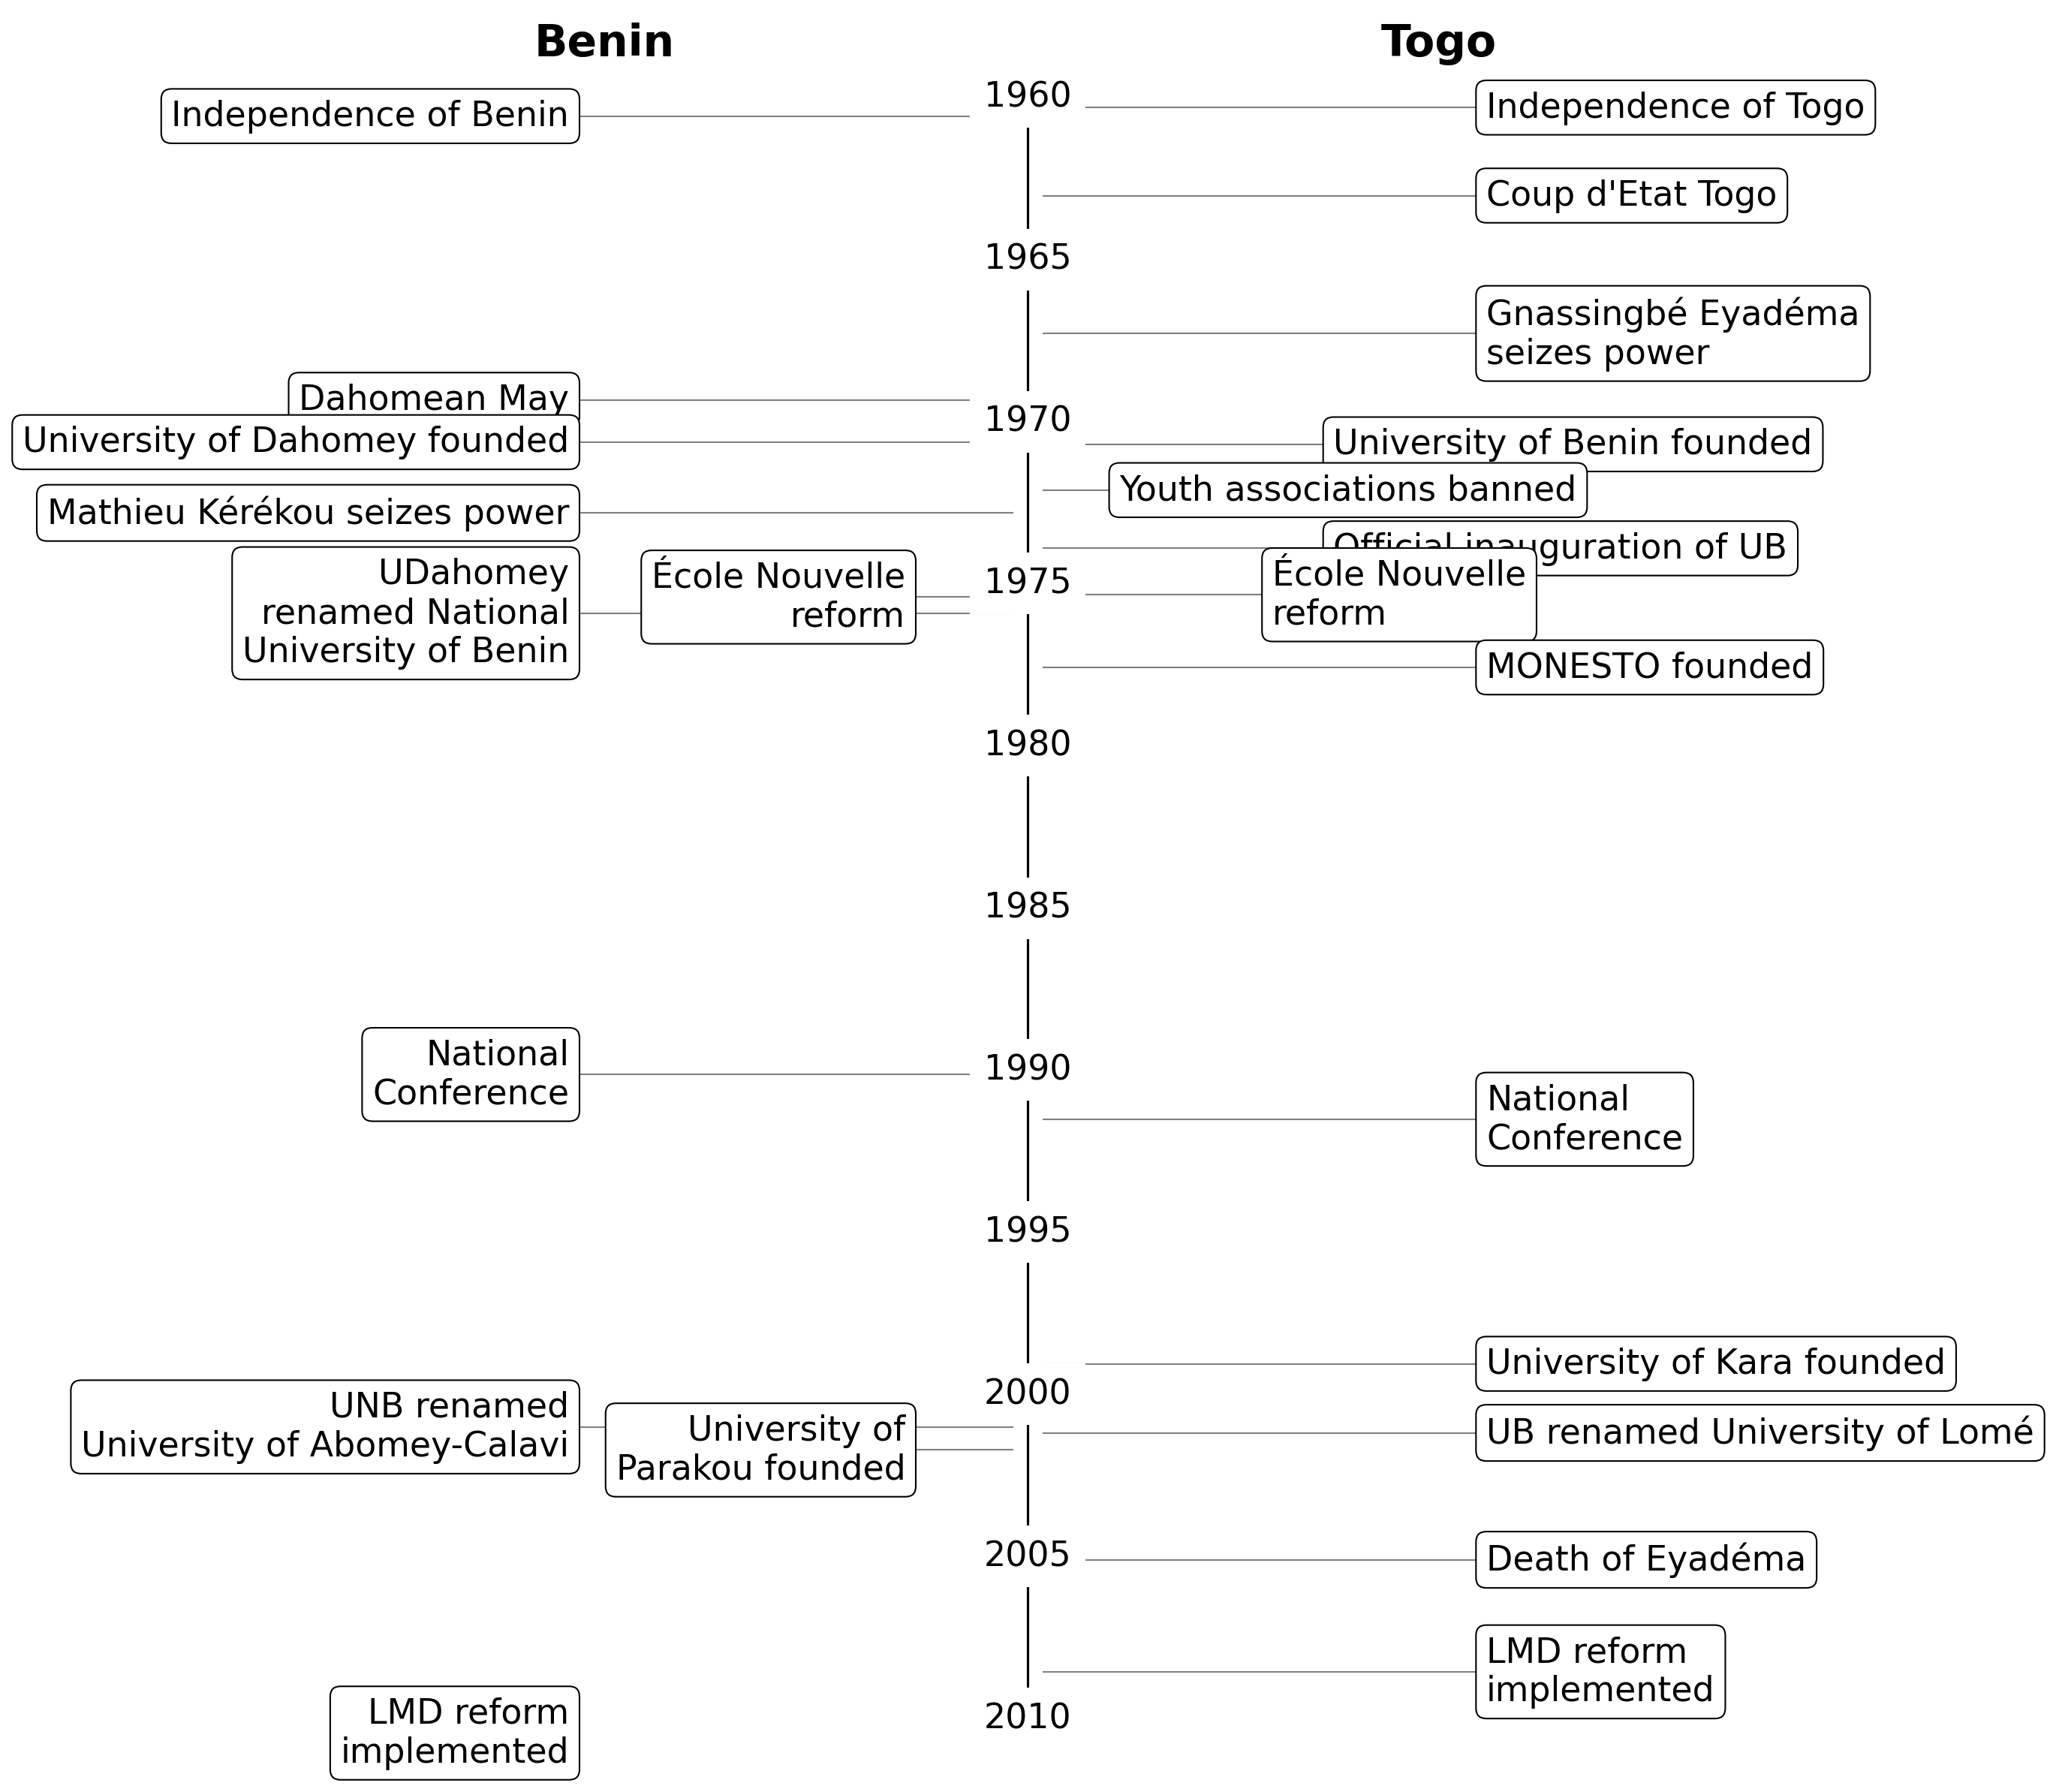 Benin
Togo
1960
Independence of Togo
Independence of Benin
Coup d'Etat Togo
1965
Gnassingbé Eyadéma
seizes power
Dahomean May
1970
University of Dahomey founded
University of Benin founded
Youth associations banned
Mathieu Kérékou seizes power
Official inauguration of UB
UDahomey
renamed National
University of Benin
École Nouvelle
reform
1975
École Nouvelle
reform
MONESTO founded
1980
1985
National
Conference
1990
National
Conference
1995
University of Kara founded
2000
UNB renamed
University of Abomey-Calavi
University of
Parakou founded
UB renamed University of Lomé
2005
Death of Eyadéma
LMD reform
implemented
LMD reform
implemented
2010